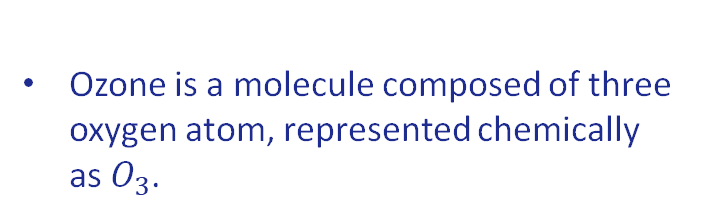 • Ozone is a molecule composed of three
oxygen atom, represented chemically
as O₃.